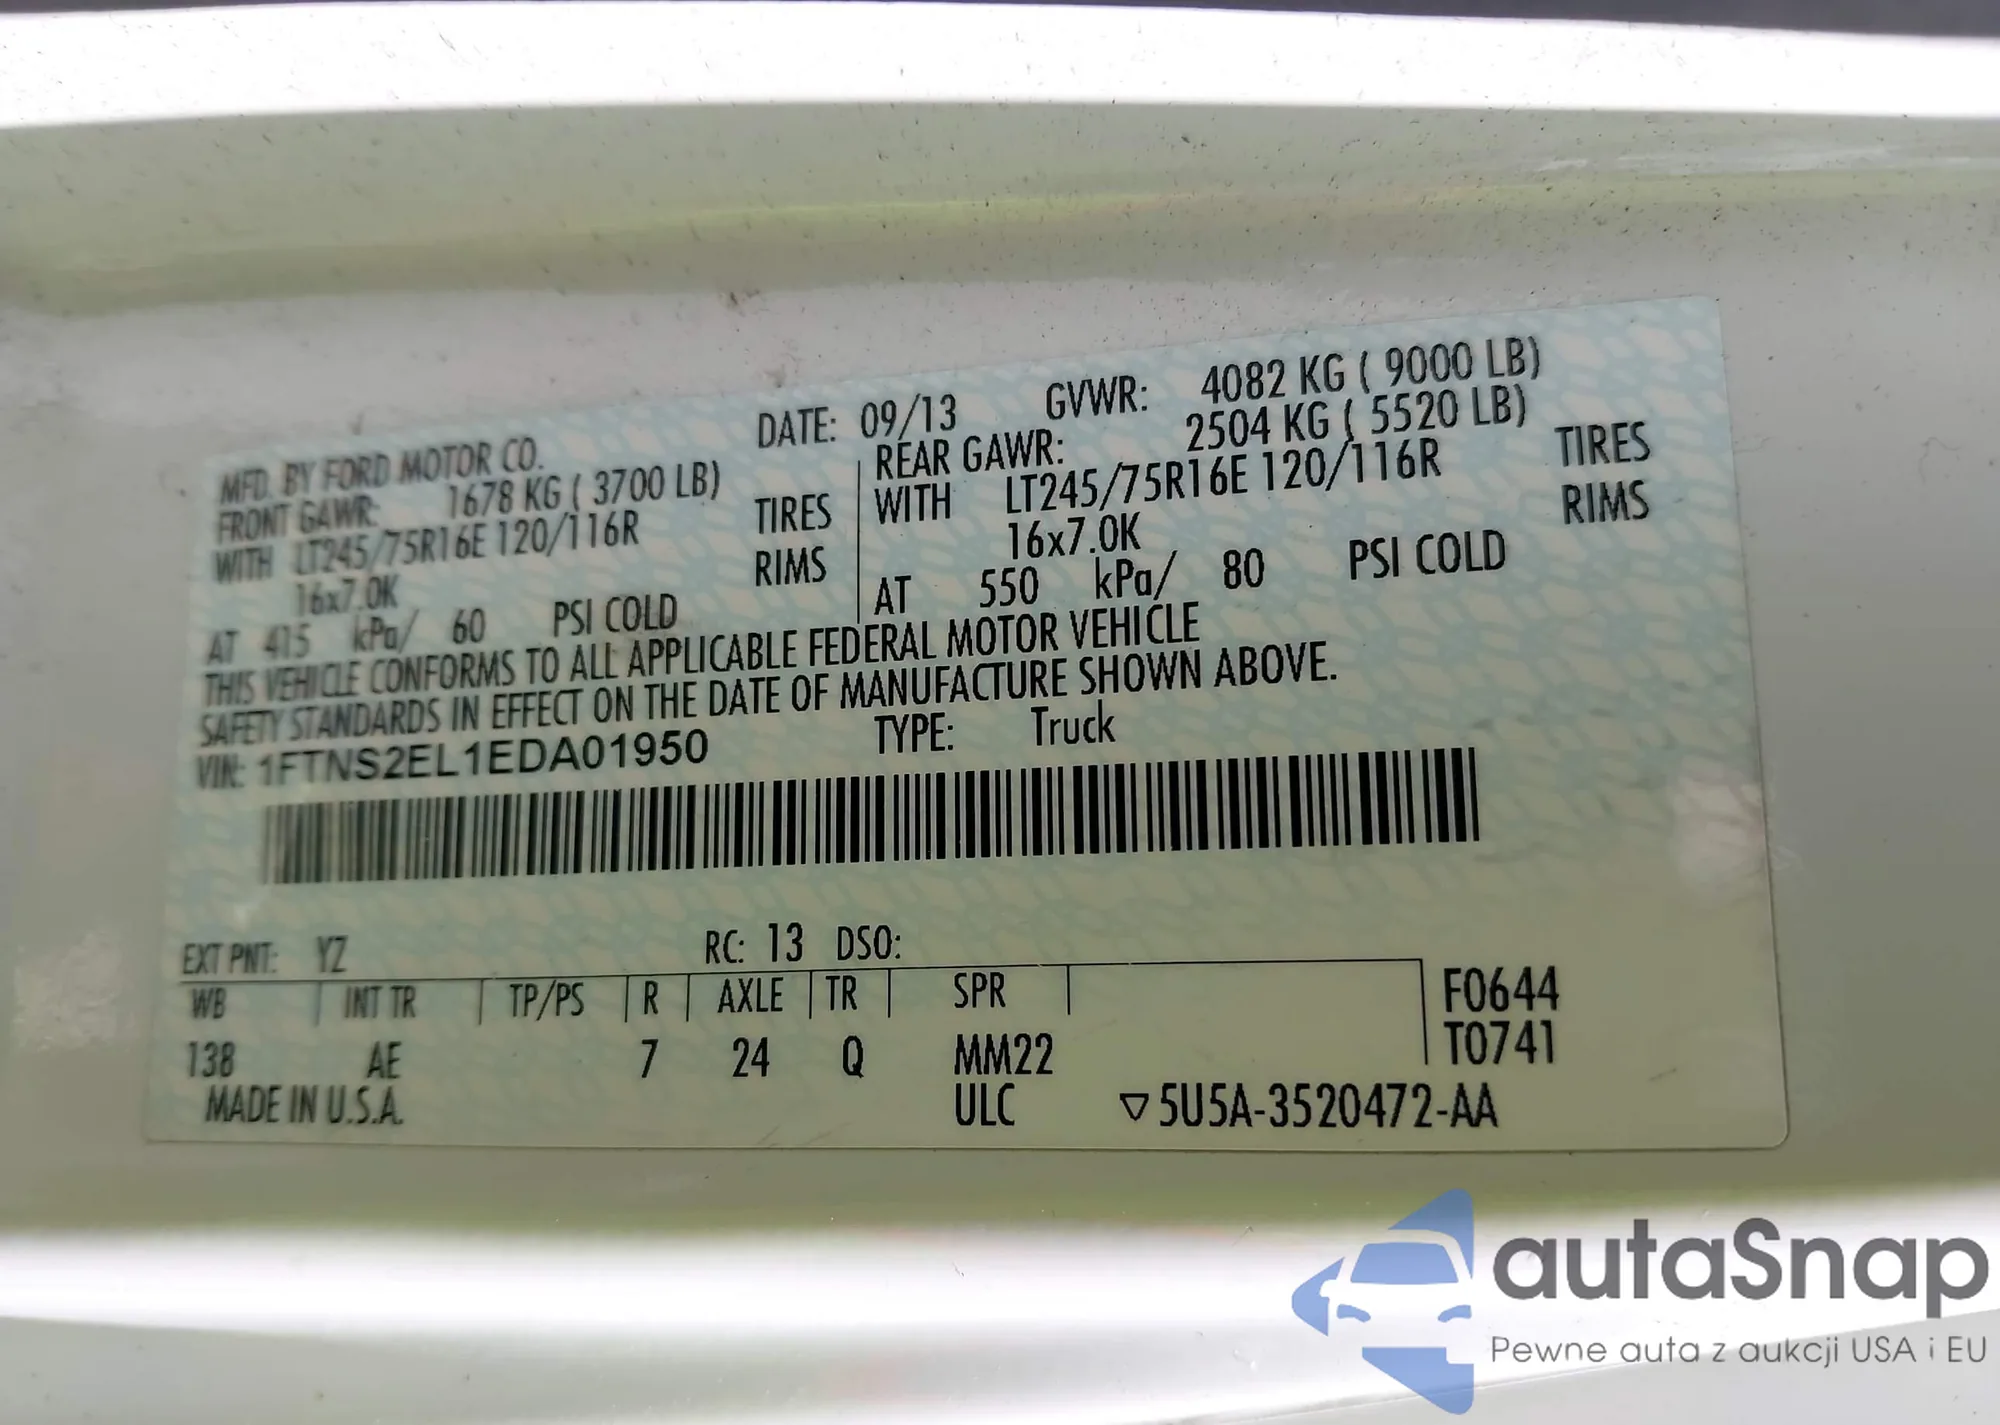 MFD. BY FORD MOTOR CO. DATE: 09/13 GVWR: 4082 KG ( 9000 LB)
FRONT GAWR: 1678 KG ( 3700 LB) REAR GAWR: 2504 KG ( 5520 LB)
WITH LT245/75R16E 120/116R TIRES WITH LT245/75R16E 120/116R TIRES
16x7.0K RIMS 16x7.0K RIMS
AT 415 kPa/ 60 PSI COLD AT 550 kPa/ 80 PSI COLD
THIS VEHICLE CONFORMS TO ALL APPLICABLE FEDERAL MOTOR VEHICLE
SAFETY STANDARDS IN EFFECT ON THE DATE OF MANUFACTURE SHOWN ABOVE.
VIN: 1FTNS2EL1EDA01950 TYPE: Truck
EXT PNT: YZ RC: 13 DSO:
WB INT TR TP/PS R AXLE TR SPR F0644
138 AE 7 24 Q MM22 T0741
MADE IN U.S.A. ULC ▽5U5A-3520472-AA
autaSnap
Pewne auta z aukcji USA i EU